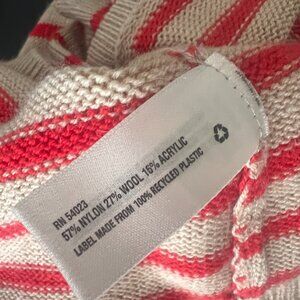 RN 54023
57% NYLON 27% WOOL 16% ACRYLIC
LABEL MADE FROM 100% RECYCLED PLASTIC